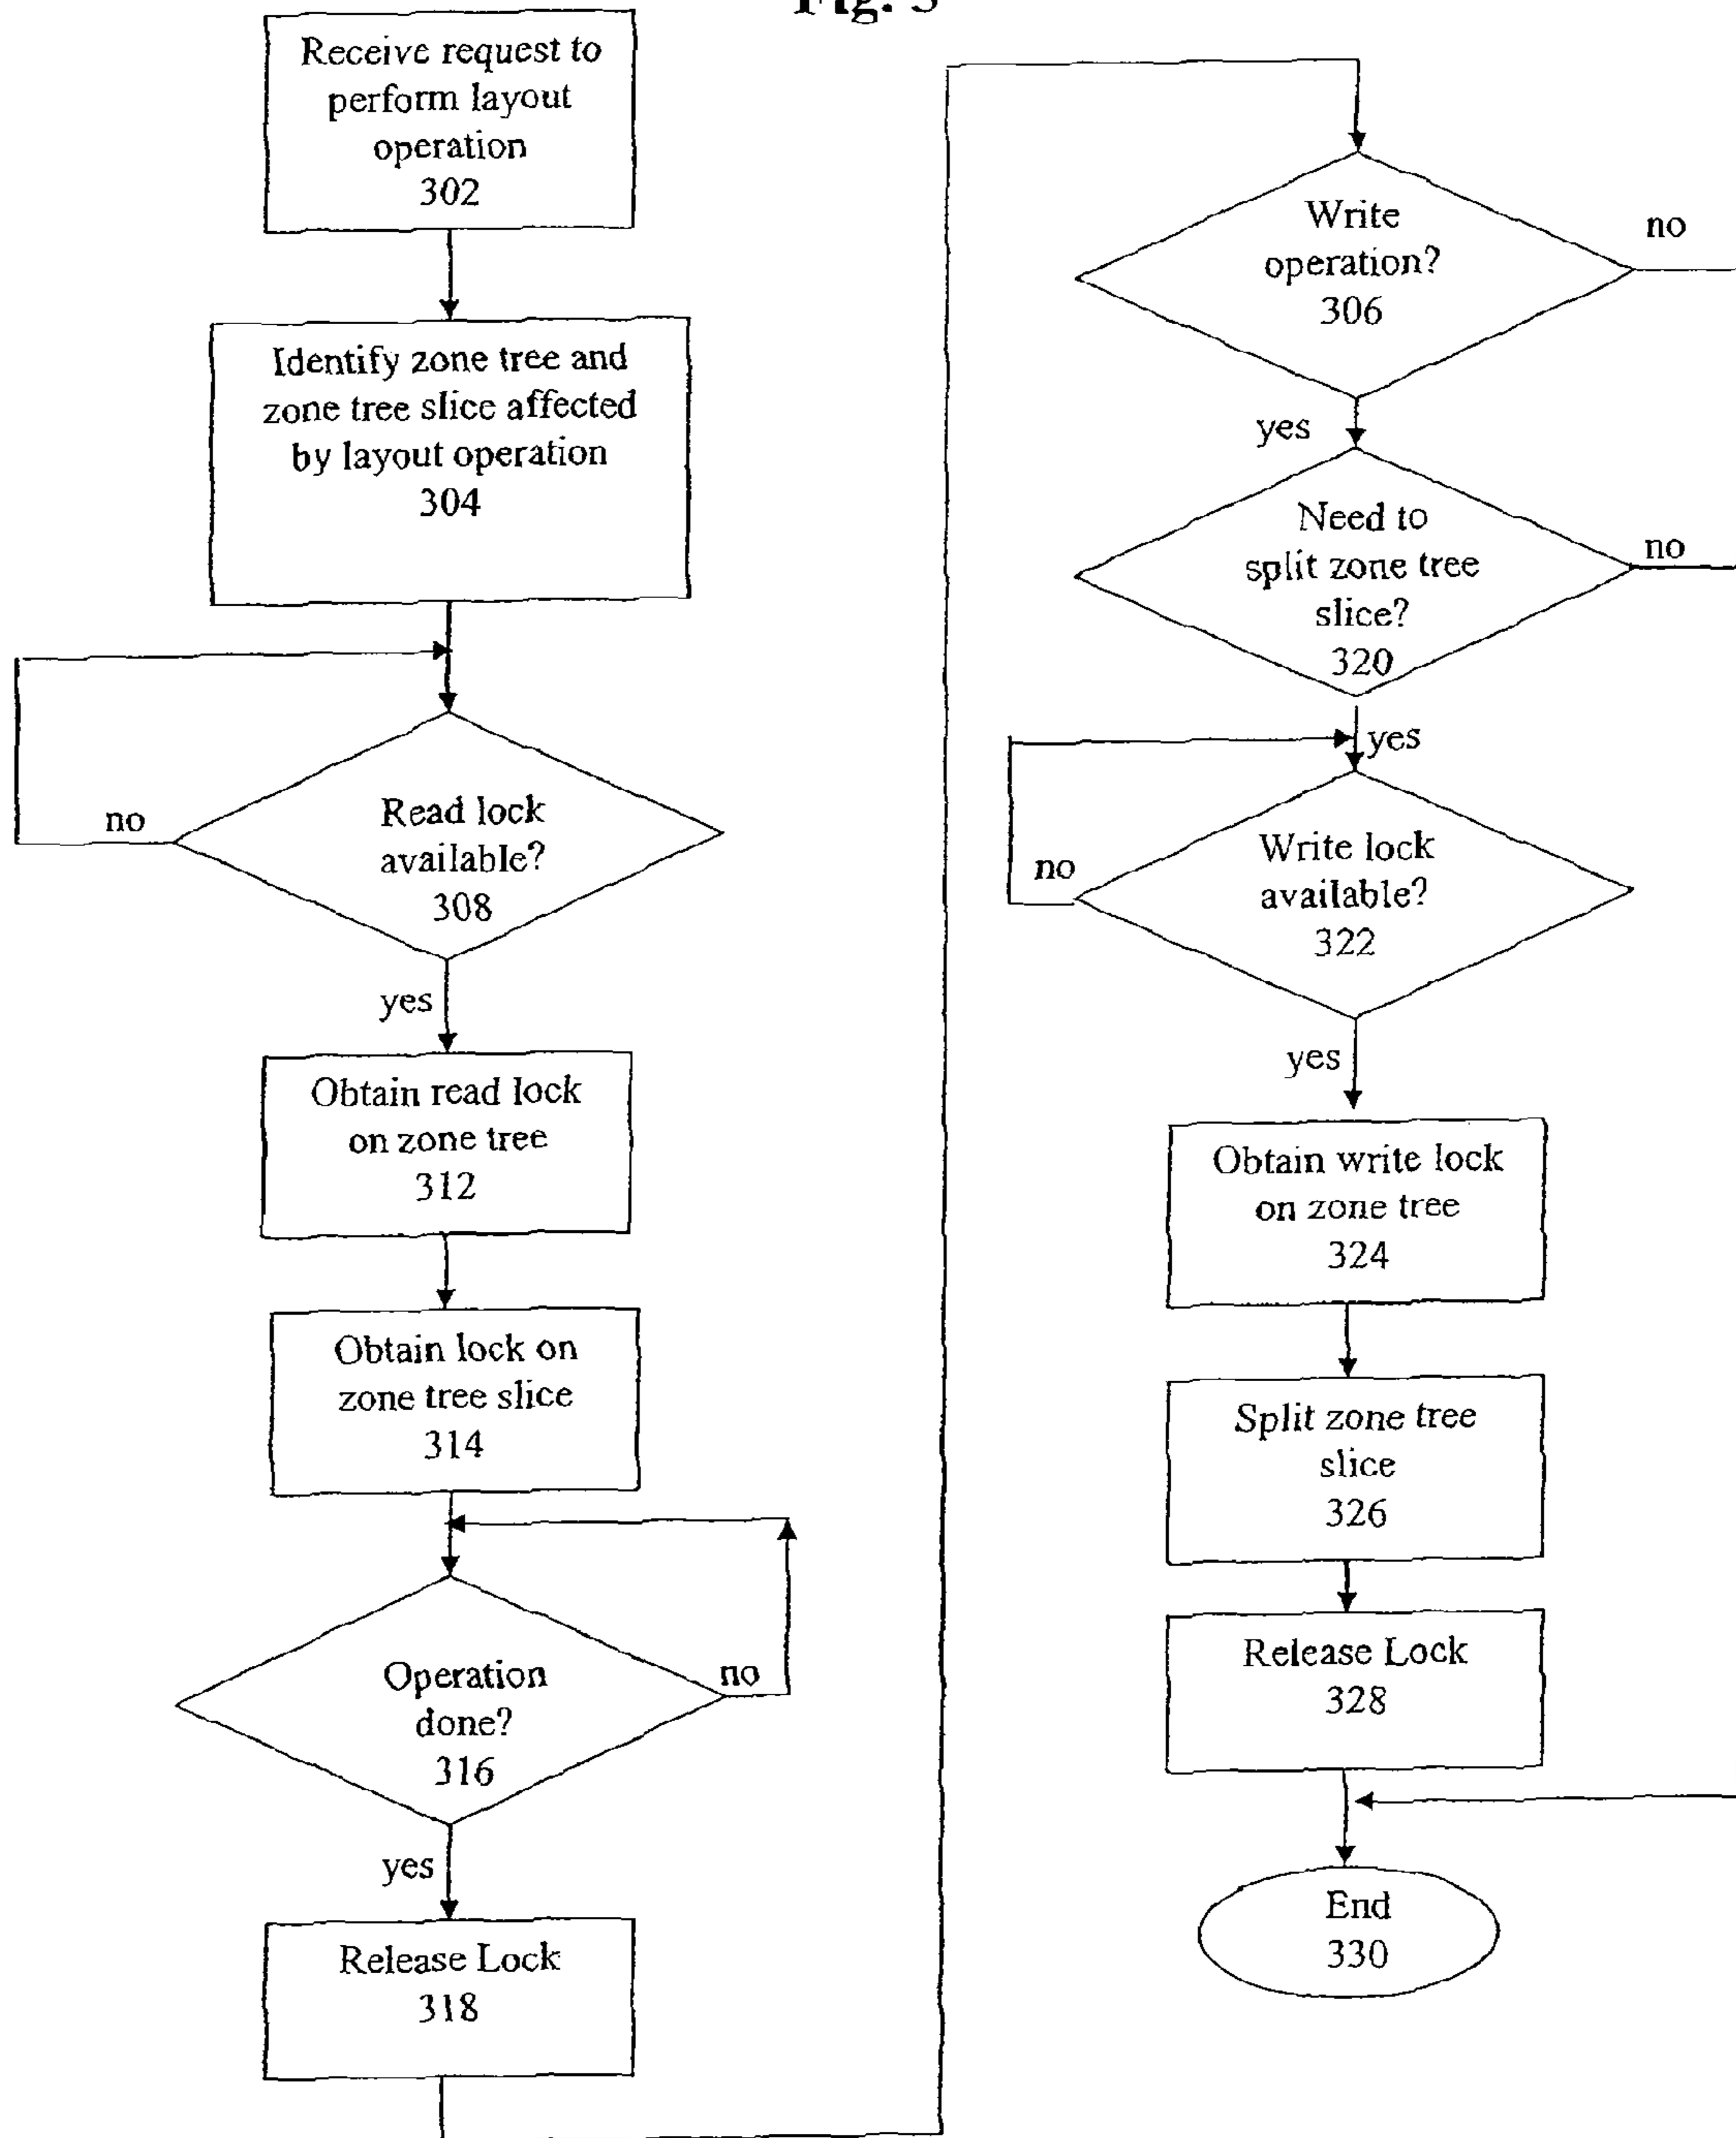 Fig. 3
Receive request to
perform layout
operation
302
Identify zone tree and
zone tree slice affected
by layout operation
304
Read lock
available?
308
no
yes
Obtain read lock
on zone tree
312
Obtain lock on
zone tree slice
314
Operation
done?
316
no
yes
Release Lock
318
Write
operation?
306
no
yes
Need to
split zone tree
slice?
320
no
yes
Write lock
available?
322
no
yes
Obtain write lock
on zone tree
324
Split zone tree
slice
326
Release Lock
328
End
330